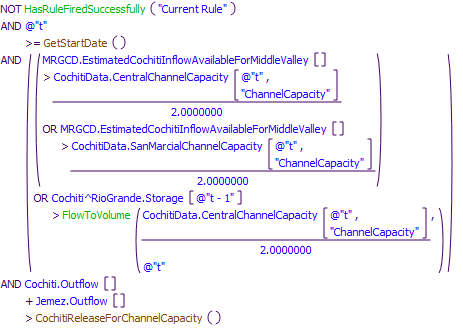 NOT HasRuleFiredSuccessfully ( "Current Rule" )
AND @"t"
>= GetStartDate ( )
AND ( ( MRGCD.EstimatedCochitiInflowAvailableForMiddleValley [ ]
> CochitiData.CentralChannelCapacity [ @"t" ,
"ChannelCapacity" ]
2.0000000
OR MRGCD.EstimatedCochitiInflowAvailableForMiddleValley [ ]
> CochitiData.SanMarcialChannelCapacity [ @"t" ,
"ChannelCapacity" ]
2.0000000 )
OR Cochiti^RioGrande.Storage [ @"t - 1" ]
> FlowToVolume ( CochitiData.CentralChannelCapacity [ @"t" ,
"ChannelCapacity" ] ,
2.0000000
@"t" ) )
AND Cochiti.Outflow [ ]
+ Jemez.Outflow [ ]
> CochitiReleaseForChannelCapacity ( )